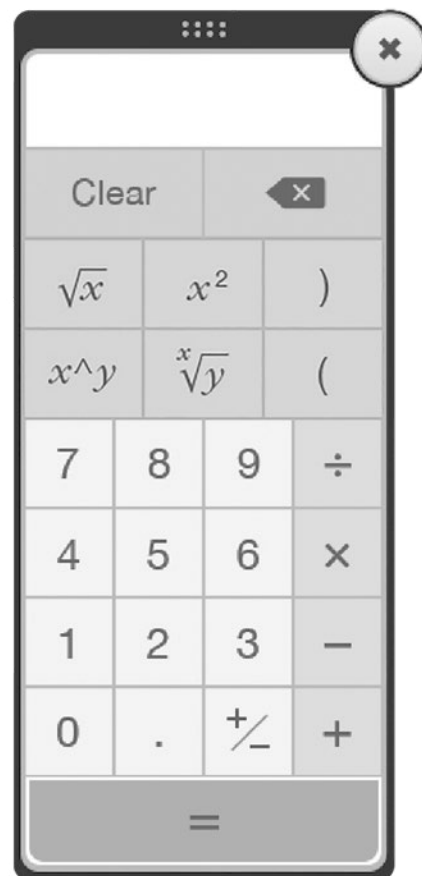 Clear
√x x² )
x^y ˣ√y (
7 8 9 ÷
4 5 6 ×
1 2 3 −
0 . +/− +
=